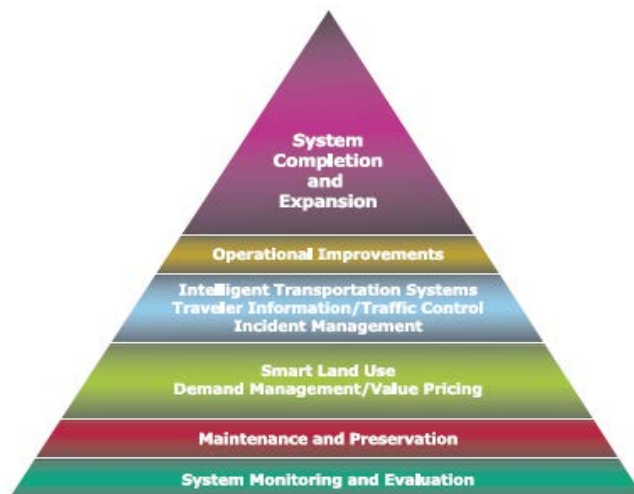 System
Completion
and
Expansion
Operational Improvements
Intelligent Transportation Systems
Traveler Information/Traffic Control
Incident Management
Smart Land Use
Demand Management/Value Pricing
Maintenance and Preservation
System Monitoring and Evaluation